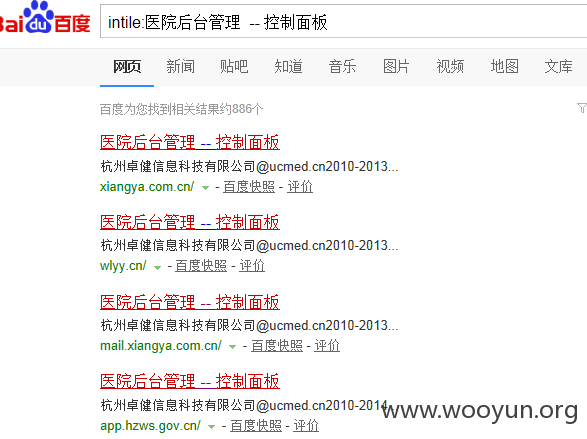 Bai du 百度 intile:医院后台管理 -- 控制面板
网页 新闻 贴吧 知道 音乐 图片 视频 地图 文库
百度为您找到相关结果约886个
医院后台管理 -- 控制面板
杭州卓健信息科技有限公司@ucmed.cn2010-2013...
xiangya.com.cn/ - 百度快照 - 评价
医院后台管理 -- 控制面板
杭州卓健信息科技有限公司@ucmed.cn2010-2013...
wlyy.cn/ - 百度快照 - 评价
医院后台管理 -- 控制面板
杭州卓健信息科技有限公司@ucmed.cn2010-2013...
mail.xiangya.com.cn/ - 百度快照 - 评价
医院后台管理 -- 控制面板
杭州卓健信息科技有限公司@ucmed.cn2010-2014
www.wooyun.org
app.hzws.gov.cn/ - 百度快照 - 评价